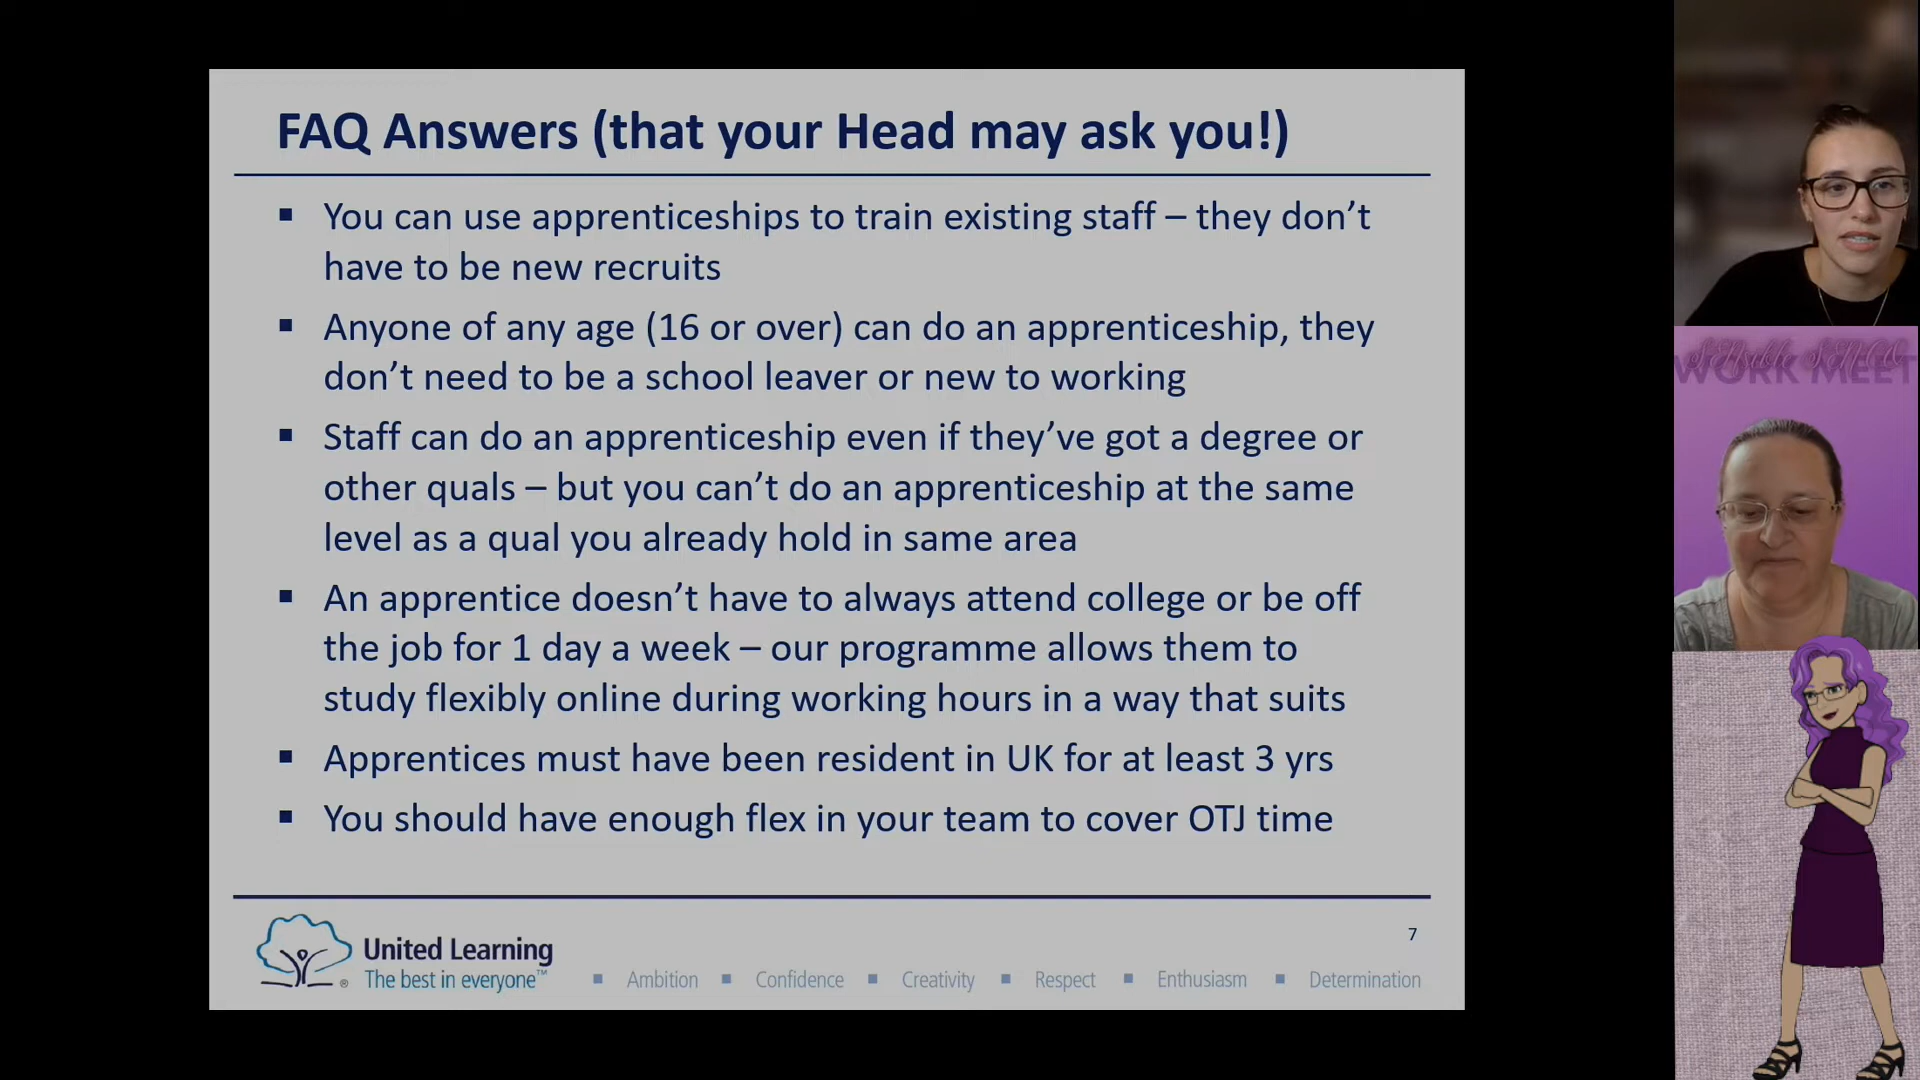 FAQ Answers (that your Head may ask you!)
▪ You can use apprenticeships to train existing staff – they don’t
have to be new recruits
▪ Anyone of any age (16 or over) can do an apprenticeship, they
don’t need to be a school leaver or new to working
▪ Staff can do an apprenticeship even if they’ve got a degree or
other quals – but you can’t do an apprenticeship at the same
level as a qual you already hold in same area
▪ An apprentice doesn’t have to always attend college or be off
the job for 1 day a week – our programme allows them to
study flexibly online during working hours in a way that suits
▪ Apprentices must have been resident in UK for at least 3 yrs
▪ You should have enough flex in your team to cover OTJ time
7
United Learning
The best in everyone™
®
▪ Ambition ▪ Confidence ▪ Creativity ▪ Respect ▪ Enthusiasm ▪ Determination
WORK MEET